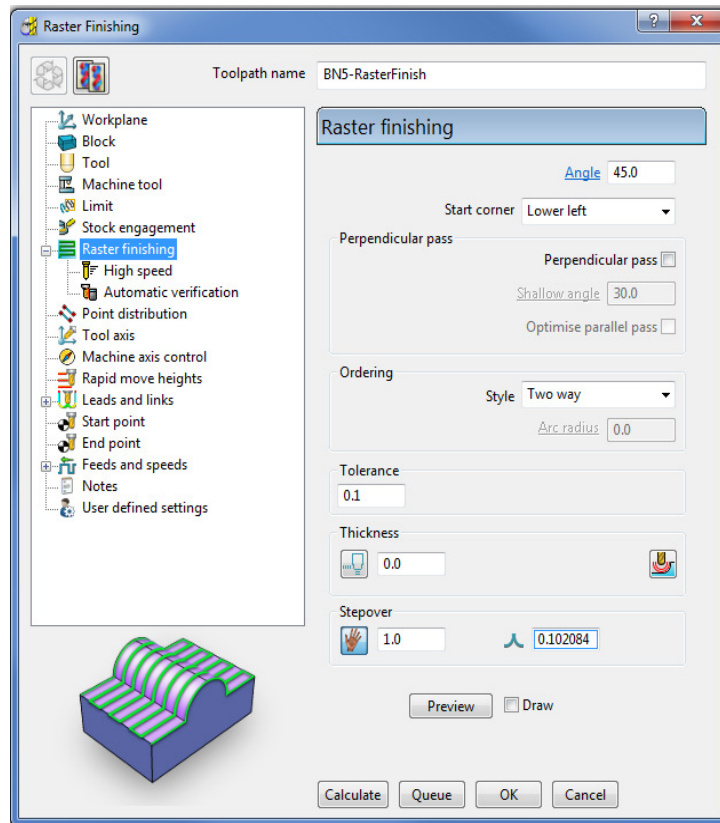 Raster Finishing
?
X
Toolpath name BN5-RasterFinish
Workplane
Block
Tool
Machine tool
Limit
Stock engagement
Raster finishing
High speed
Automatic verification
Point distribution
Tool axis
Machine axis control
Rapid move heights
Leads and links
Start point
End point
Feeds and speeds
Notes
User defined settings
Raster finishing
Angle 45.0
Start corner Lower left
Perpendicular pass
Perpendicular pass
Shallow angle 30.0
Optimise parallel pass
Ordering
Style Two way
Arc radius 0.0
Tolerance
0.1
Thickness
0.0
Stepover
1.0 0.102084
Preview Draw
Calculate Queue OK Cancel